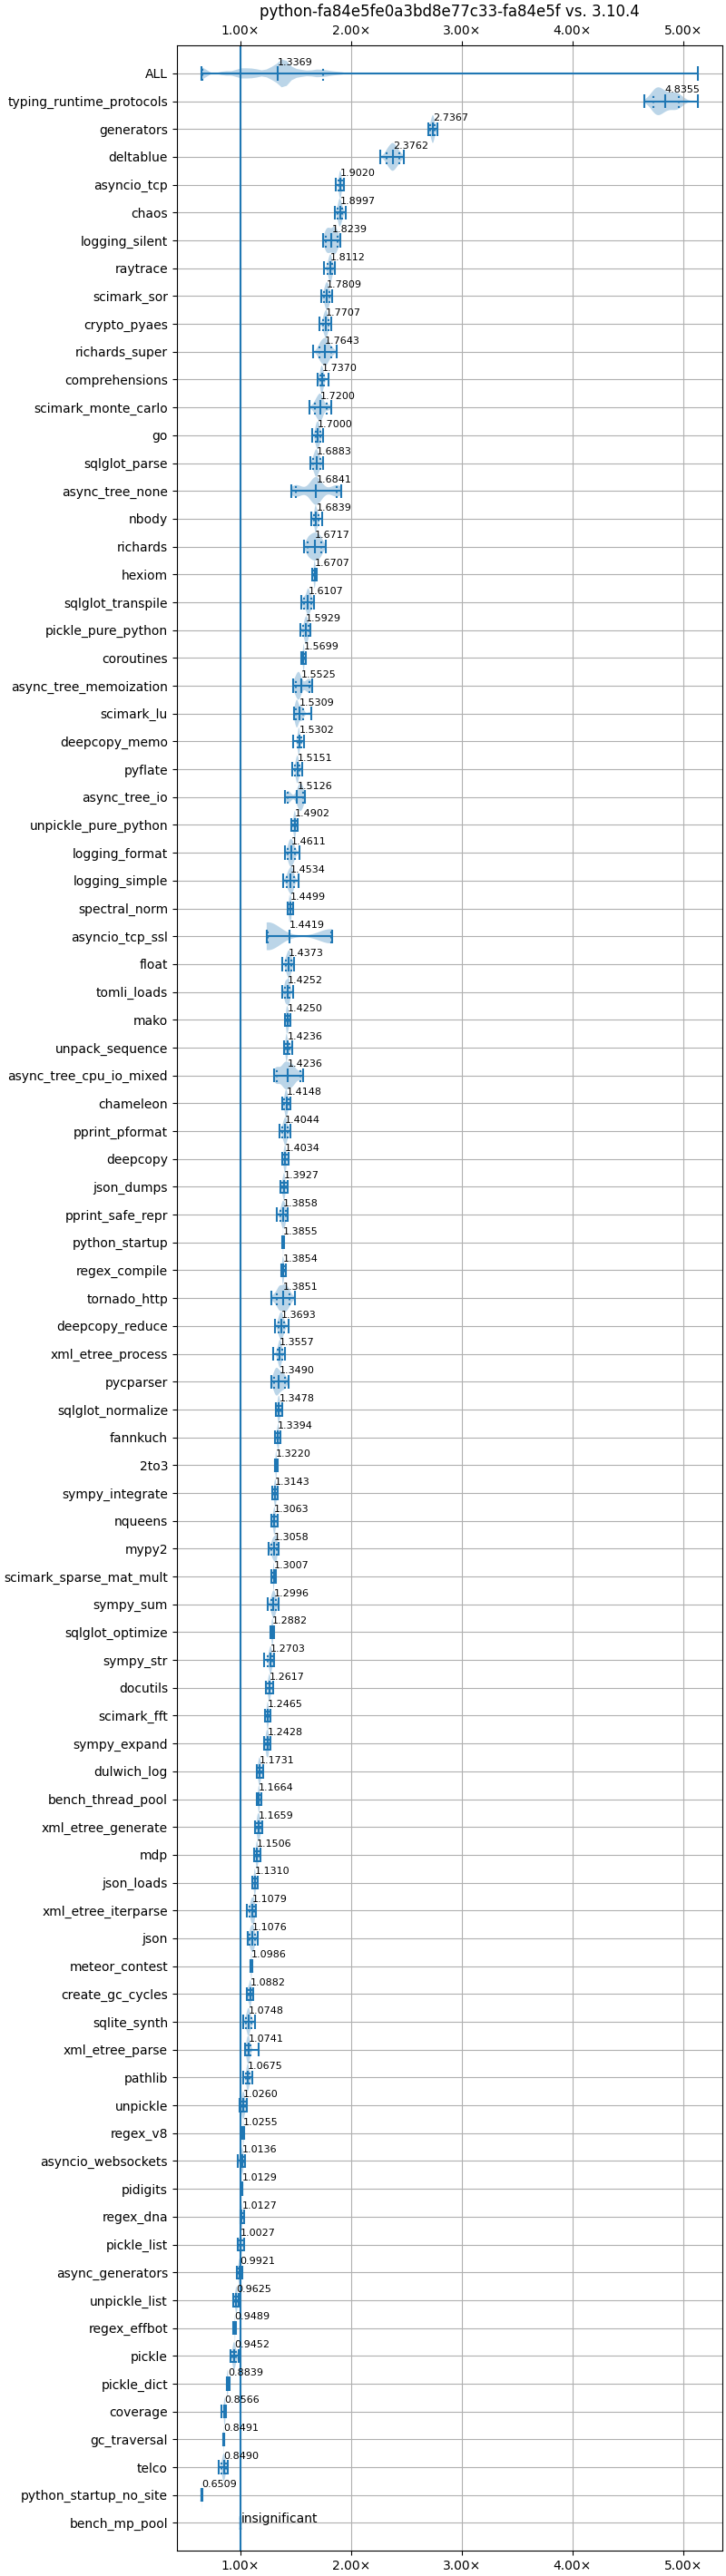 python-fa84e5fe0a3bd8e77c33-fa84e5f vs. 3.10.4
1.00× 2.00× 3.00× 4.00× 5.00×
ALL 1.3369
typing_runtime_protocols 4.8355
generators 2.7367
deltablue 2.3762
asyncio_tcp 1.9020
chaos 1.8997
logging_silent 1.8239
raytrace 1.8112
scimark_sor 1.7809
crypto_pyaes 1.7707
richards_super 1.7643
comprehensions 1.7370
scimark_monte_carlo 1.7200
go 1.7000
sqlglot_parse 1.6883
async_tree_none 1.6841
nbody 1.6839
richards 1.6717
hexiom 1.6707
sqlglot_transpile 1.6107
pickle_pure_python 1.5929
coroutines 1.5699
async_tree_memoization 1.5525
scimark_lu 1.5309
deepcopy_memo 1.5302
pyflate 1.5151
async_tree_io 1.5126
unpickle_pure_python 1.4902
logging_format 1.4611
logging_simple 1.4534
spectral_norm 1.4499
asyncio_tcp_ssl 1.4419
float 1.4373
tomli_loads 1.4252
mako 1.4250
unpack_sequence 1.4236
async_tree_cpu_io_mixed 1.4236
chameleon 1.4148
pprint_pformat 1.4044
deepcopy 1.4034
json_dumps 1.3927
pprint_safe_repr 1.3858
python_startup 1.3855
regex_compile 1.3854
tornado_http 1.3851
deepcopy_reduce 1.3693
xml_etree_process 1.3557
pycparser 1.3490
sqlglot_normalize 1.3478
fannkuch 1.3394
2to3 1.3220
sympy_integrate 1.3143
nqueens 1.3063
mypy2 1.3058
scimark_sparse_mat_mult 1.3007
sympy_sum 1.2996
sqlglot_optimize 1.2882
sympy_str 1.2703
docutils 1.2617
scimark_fft 1.2465
sympy_expand 1.2428
dulwich_log 1.1731
bench_thread_pool 1.1664
xml_etree_generate 1.1659
mdp 1.1506
json_loads 1.1310
xml_etree_iterparse 1.1079
json 1.1076
meteor_contest 1.0986
create_gc_cycles 1.0882
sqlite_synth 1.0748
xml_etree_parse 1.0741
pathlib 1.0675
unpickle 1.0260
regex_v8 1.0255
asyncio_websockets 1.0136
pidigits 1.0129
regex_dna 1.0127
pickle_list 1.0027
async_generators 0.9921
unpickle_list 0.9625
regex_effbot 0.9489
pickle 0.9452
pickle_dict 0.8839
coverage 0.8566
gc_traversal 0.8491
telco 0.8490
python_startup_no_site 0.6509
bench_mp_pool insignificant
1.00× 2.00× 3.00× 4.00× 5.00×